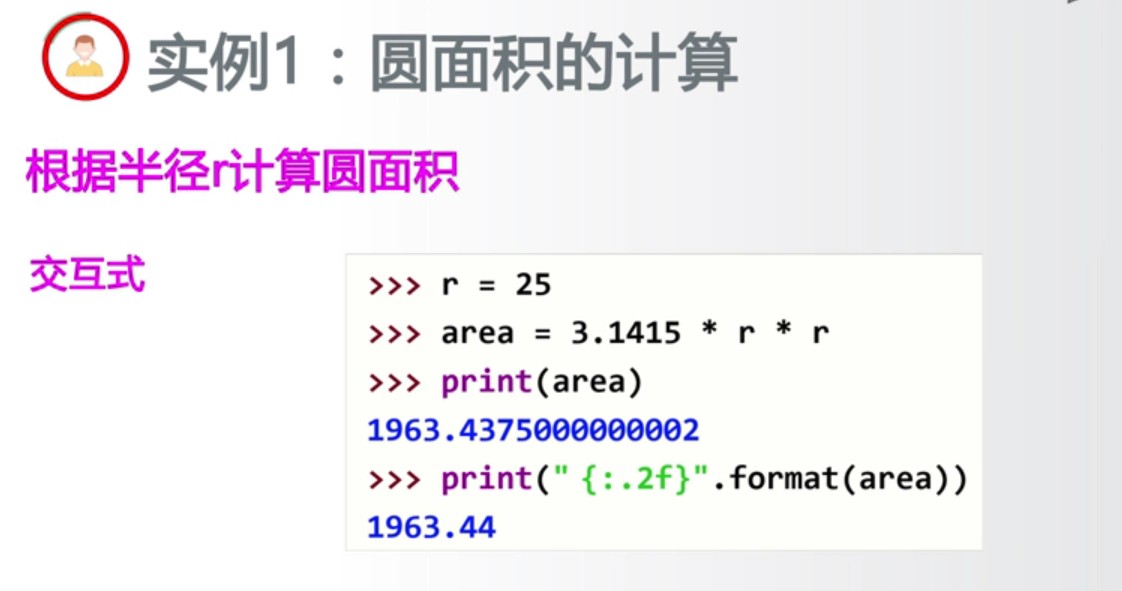 实例1：圆面积的计算
根据半径r计算圆面积
交互式
>>> r = 25
>>> area = 3.1415 * r * r
>>> print(area)
1963.4375000000002
>>> print("{:.2f}".format(area))
1963.44